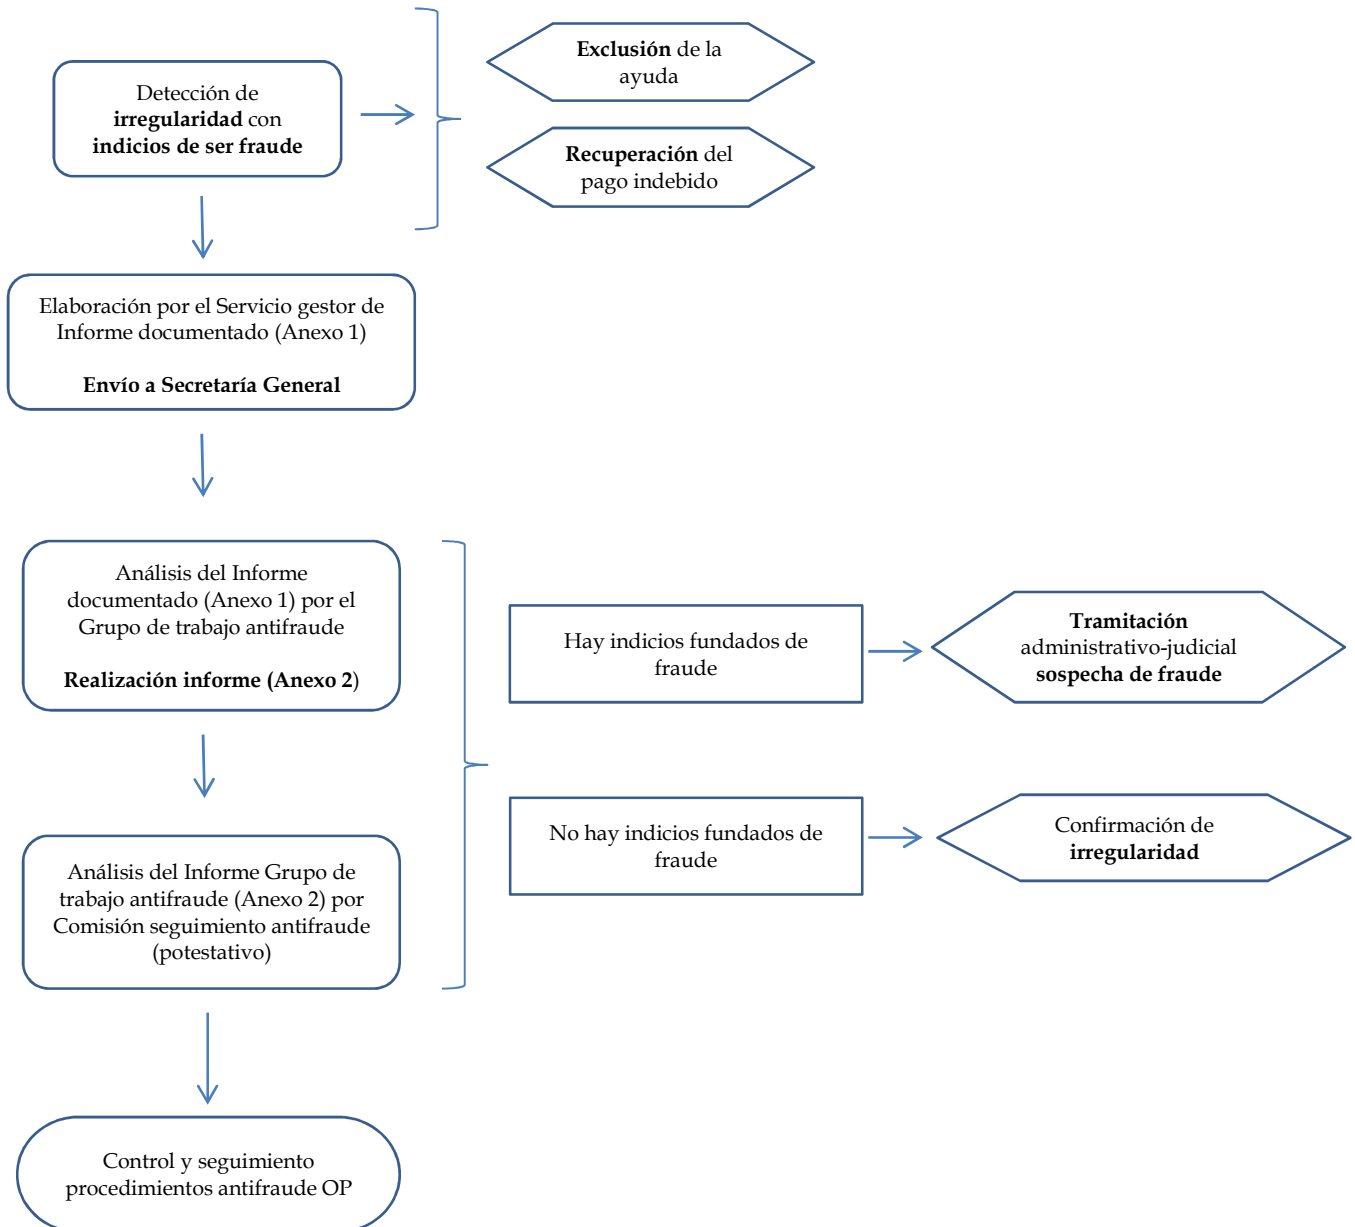 Detección de
irregularidad con
indicios de ser fraude
Exclusión de la
ayuda
Recuperación del
pago indebido
Elaboración por el Servicio gestor de
Informe documentado (Anexo 1)
Envío a Secretaría General
Análisis del Informe
documentado (Anexo 1) por el
Grupo de trabajo antifraude
Realización informe (Anexo 2)
Hay indicios fundados de
fraude
Tramitación
administrativo-judicial
sospecha de fraude
No hay indicios fundados de
fraude
Confirmación de
irregularidad
Análisis del Informe Grupo de
trabajo antifraude (Anexo 2) por
Comisión seguimiento antifraude
(potestativo)
Control y seguimiento
procedimientos antifraude OP